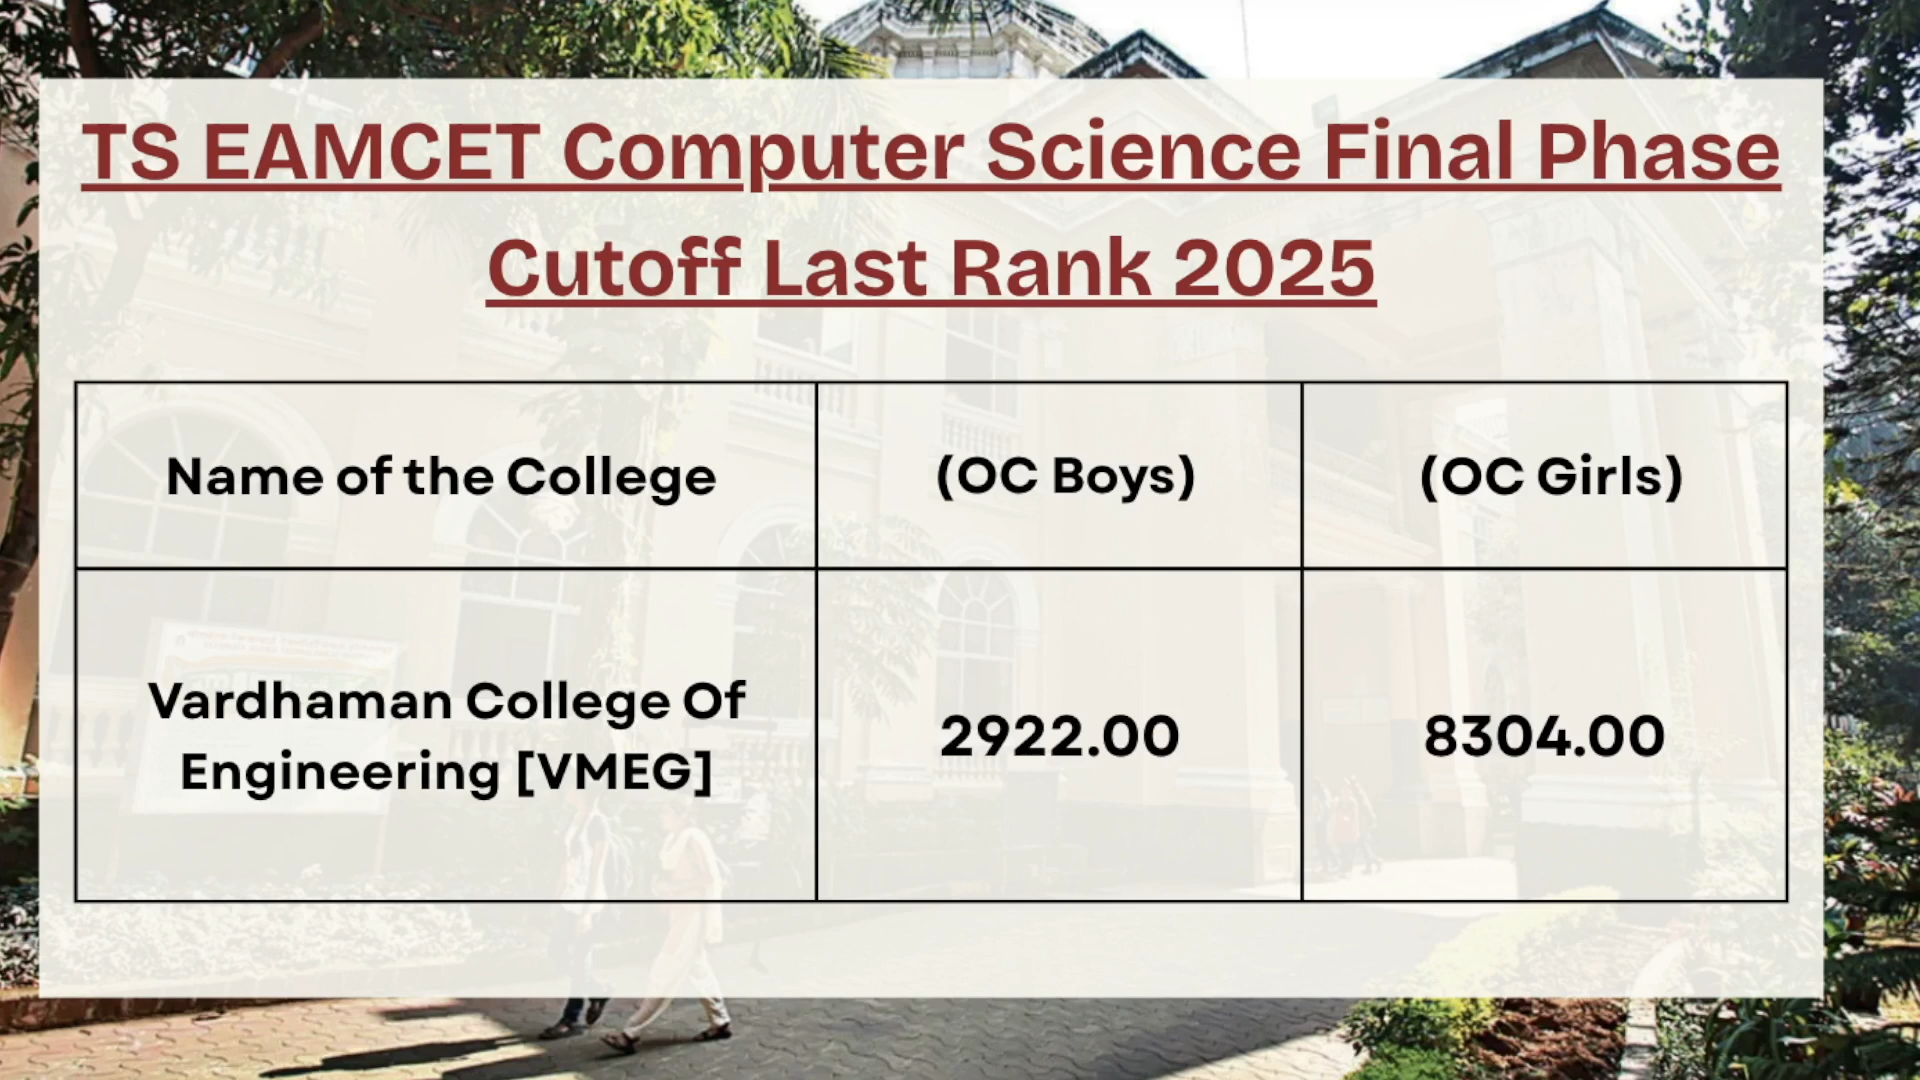 TS EAMCET Computer Science Final Phase
Cutoff Last Rank 2025
Name of the College
(OC Boys)
(OC Girls)
Vardhaman College Of
Engineering [VMEG]
2922.00
8304.00